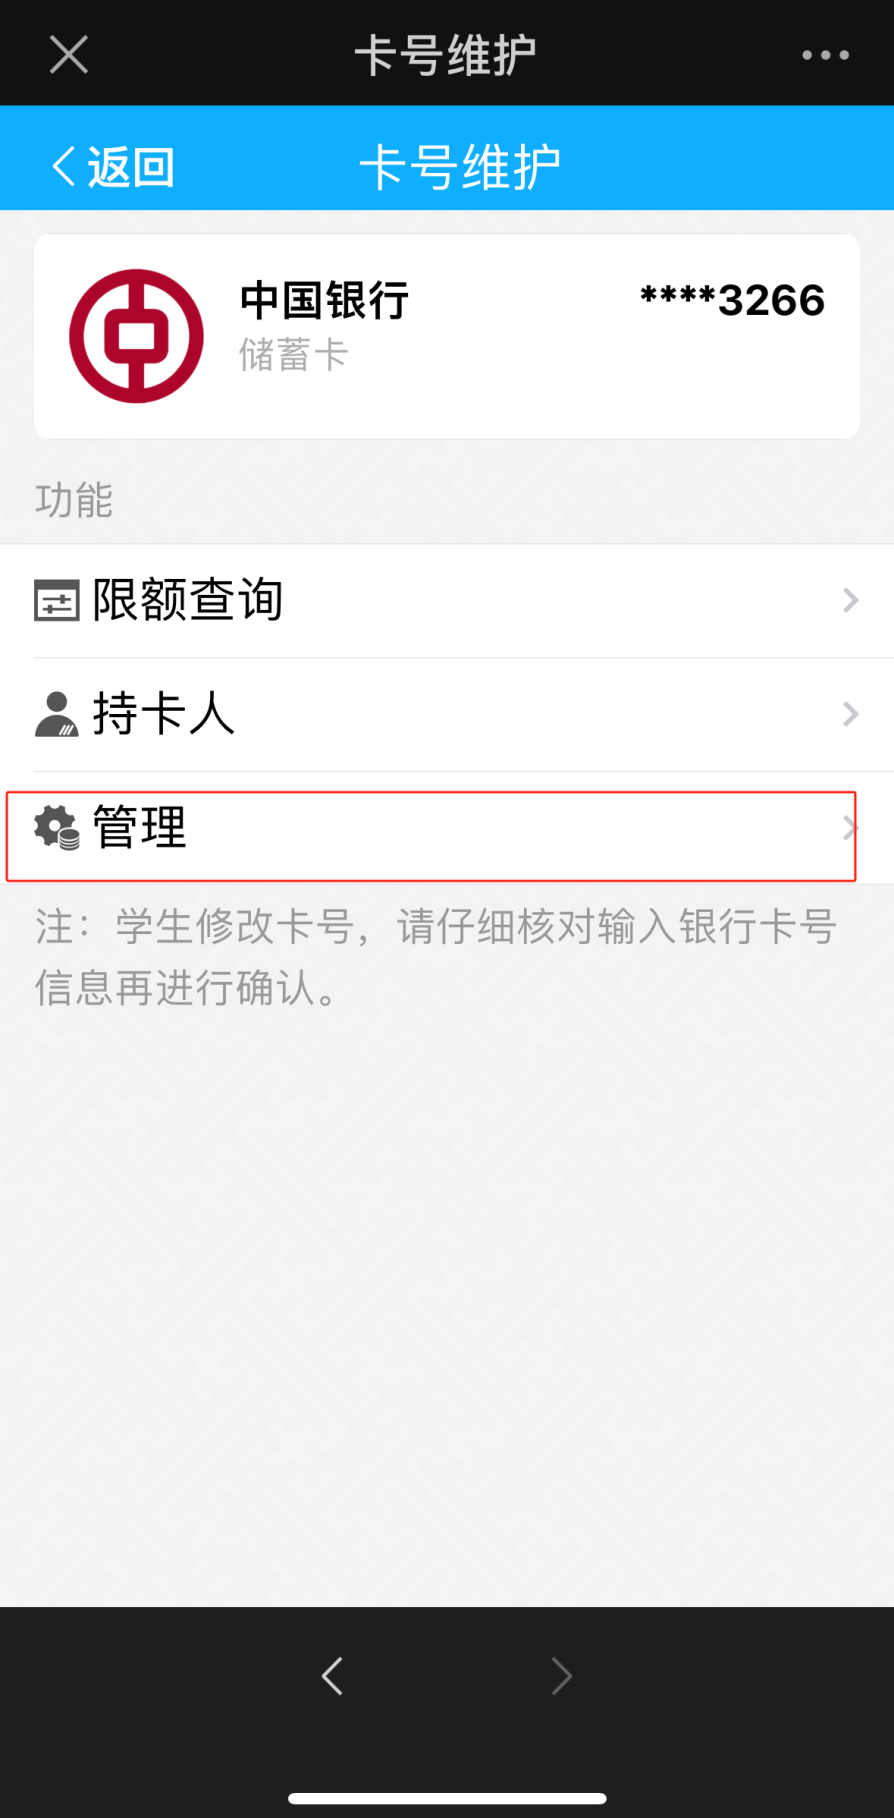 卡号维护
返回
卡号维护
中国银行
****3266
储蓄卡
功能
限额查询
持卡人
管理
注：学生修改卡号，请仔细核对输入银行卡号
信息再进行确认。